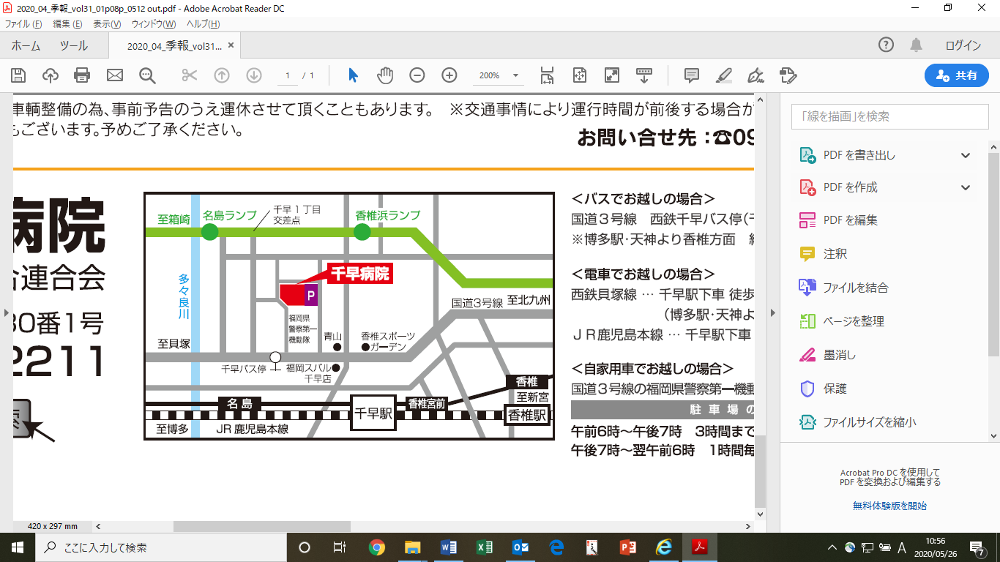 2020_04_季報_vol31_01p08p_0512 out.pdf - Adobe Acrobat Reader DC
ファイル(F) 編集(E) 表示(V) ウィンドウ(W) ヘルプ(H)
ホーム ツール 2020_04_季報_vol31... × ログイン
1 / 1 200% 共有
車輌整備の為、事前予告のうえ運休させて頂くこともあります。 ※交通事情により運行時間が前後する場合が
もございます。予めご了承ください。
お問い合せ先：☎09
病院
合連合会
30番1号
2211
索
至箱崎
名島ランプ
千早1丁目
交差点
香椎浜ランプ
多々良川
千早病院
P
国道3号線
至北九州
福岡県
警察第一
機動隊
至貝塚
青山
香椎スポーツ
ガーデン
千早バス停
福岡スバル
千早店
香椎
名島
千早駅
香椎宮前
至新宮
香椎駅
至博多
JR鹿児島本線
＜バスでお越しの場合＞
国道3号線 西鉄千早バス停(千
※博多駅・天神より香椎方面 経
＜電車でお越しの場合＞
西鉄貝塚線 … 千早駅下車 徒歩
(博多駅・天神よ
ＪＲ鹿児島本線 … 千早駅下車
＜自家用車でお越しの場合＞
国道3号線の福岡県警察第一機動
駐車場の
午前6時～午後7時 3時間まで
午後7時～翌午前6時 1時間毎
「線を描画」を検索
PDF を書き出し
PDF を作成
PDF を編集
注釈
ファイルを結合
ページを整理
墨消し
保護
ファイルサイズを縮小
Acrobat Pro DC を使用して
PDF を変換および編集する
無料体験版を開始
420 x 297 mm
ここに入力して検索
A
10:56
2020/05/26
7